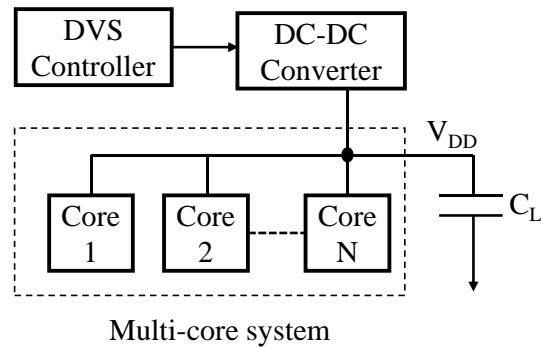 DVS
Controller
DC-DC
Converter
V_DD
Core
1
Core
2
Core
N
C_L
Multi-core system